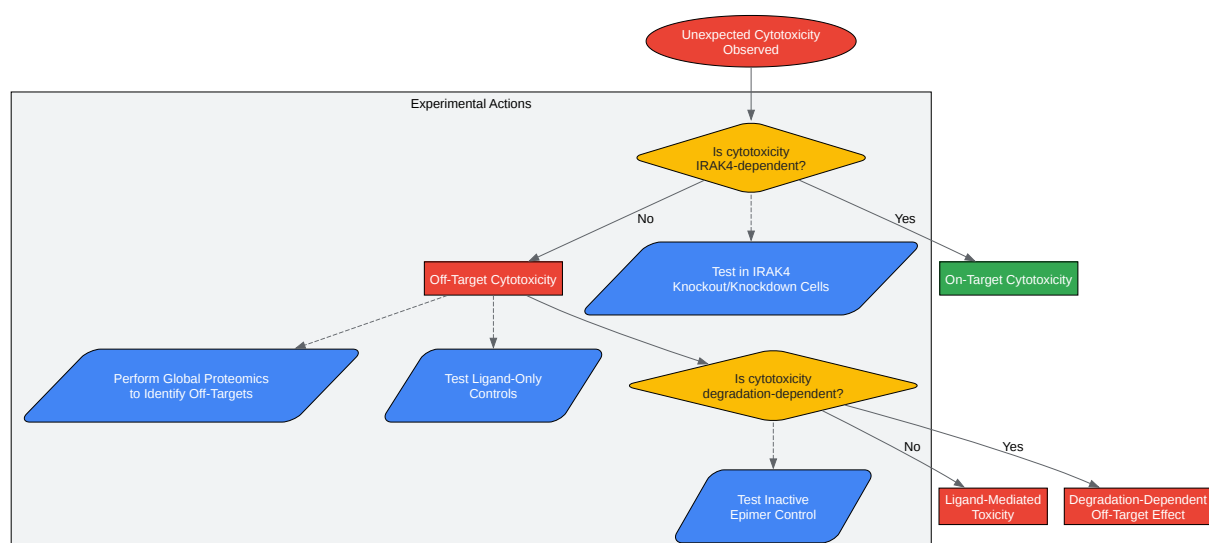 Unexpected Cytotoxicity
Observed
Experimental Actions
Is cytotoxicity
IRAK4-dependent?
No
Yes
Off-Target Cytotoxicity
Test in IRAK4
Knockout/Knockdown Cells
On-Target Cytotoxicity
Perform Global Proteomics
to Identify Off-Targets
Test Ligand-Only
Controls
Is cytotoxicity
degradation-dependent?
No
Yes
Test Inactive
Epimer Control
Ligand-Mediated
Toxicity
Degradation-Dependent
Off-Target Effect